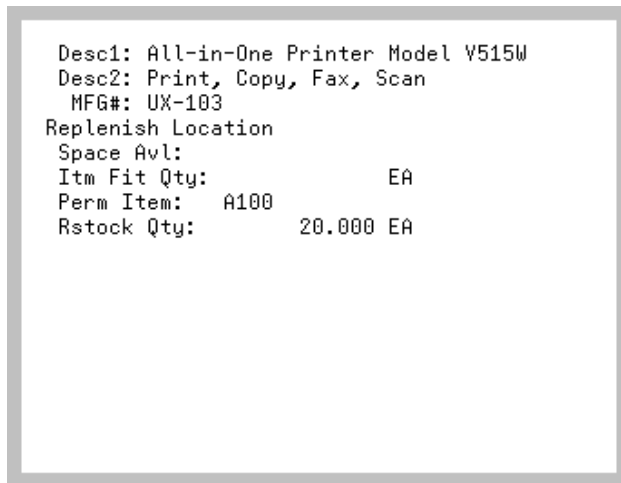 Desc1: All-in-One Printer Model V515W
Desc2: Print, Copy, Fax, Scan
MFG#: UX-103
Replenish Location
Space Avl:
Itm Fit Qty: EA
Perm Item: A100
Rstock Qty: 20.000 EA